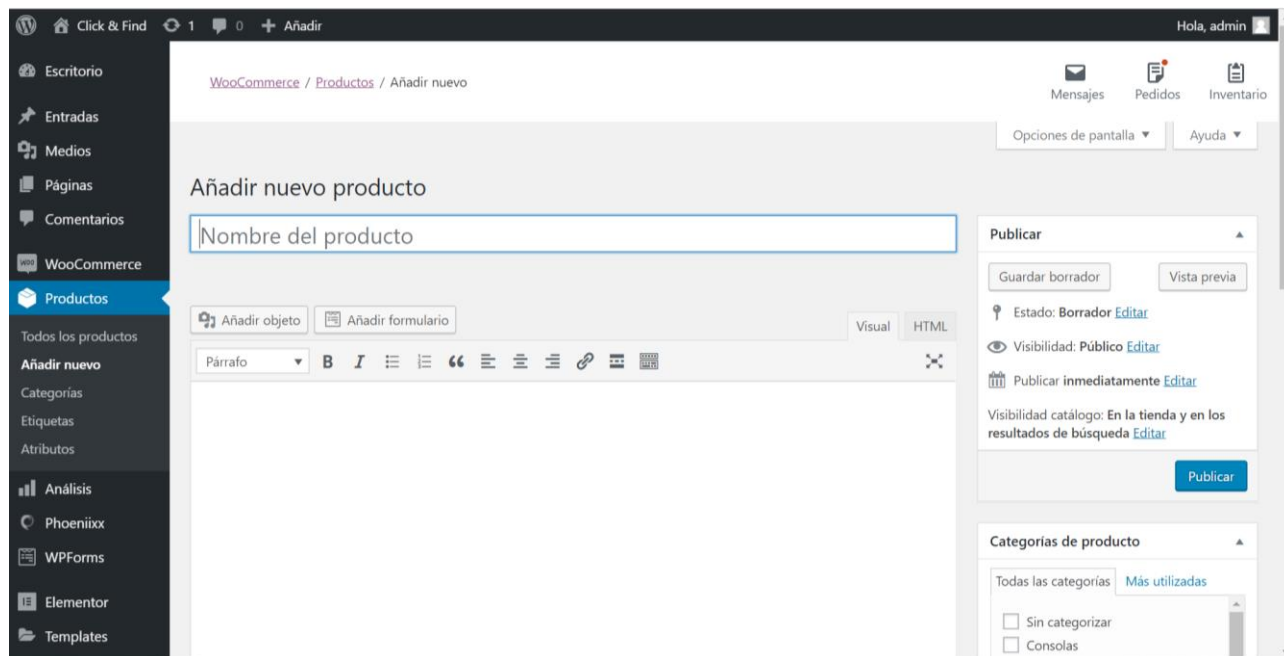 Click & Find 1 0 Añadir Hola, admin
Escritorio
Entradas
Medios
Páginas
Comentarios
WooCommerce
Productos
Todos los productos
Añadir nuevo
Categorías
Etiquetas
Atributos
Análisis
Phoeniixx
WPForms
Elementor
Templates
WooCommerce / Productos / Añadir nuevo
Mensajes Pedidos Inventario
Opciones de pantalla Ayuda
Añadir nuevo producto
Nombre del producto
Añadir objeto Añadir formulario
Visual HTML
Párrafo B I
Publicar
Guardar borrador Vista previa
Estado: Borrador Editar
Visibilidad: Público Editar
Publicar inmediatamente Editar
Visibilidad catálogo: En la tienda y en los
resultados de búsqueda Editar
Publicar
Categorías de producto
Todas las categorías Más utilizadas
Sin categorizar
Consolas